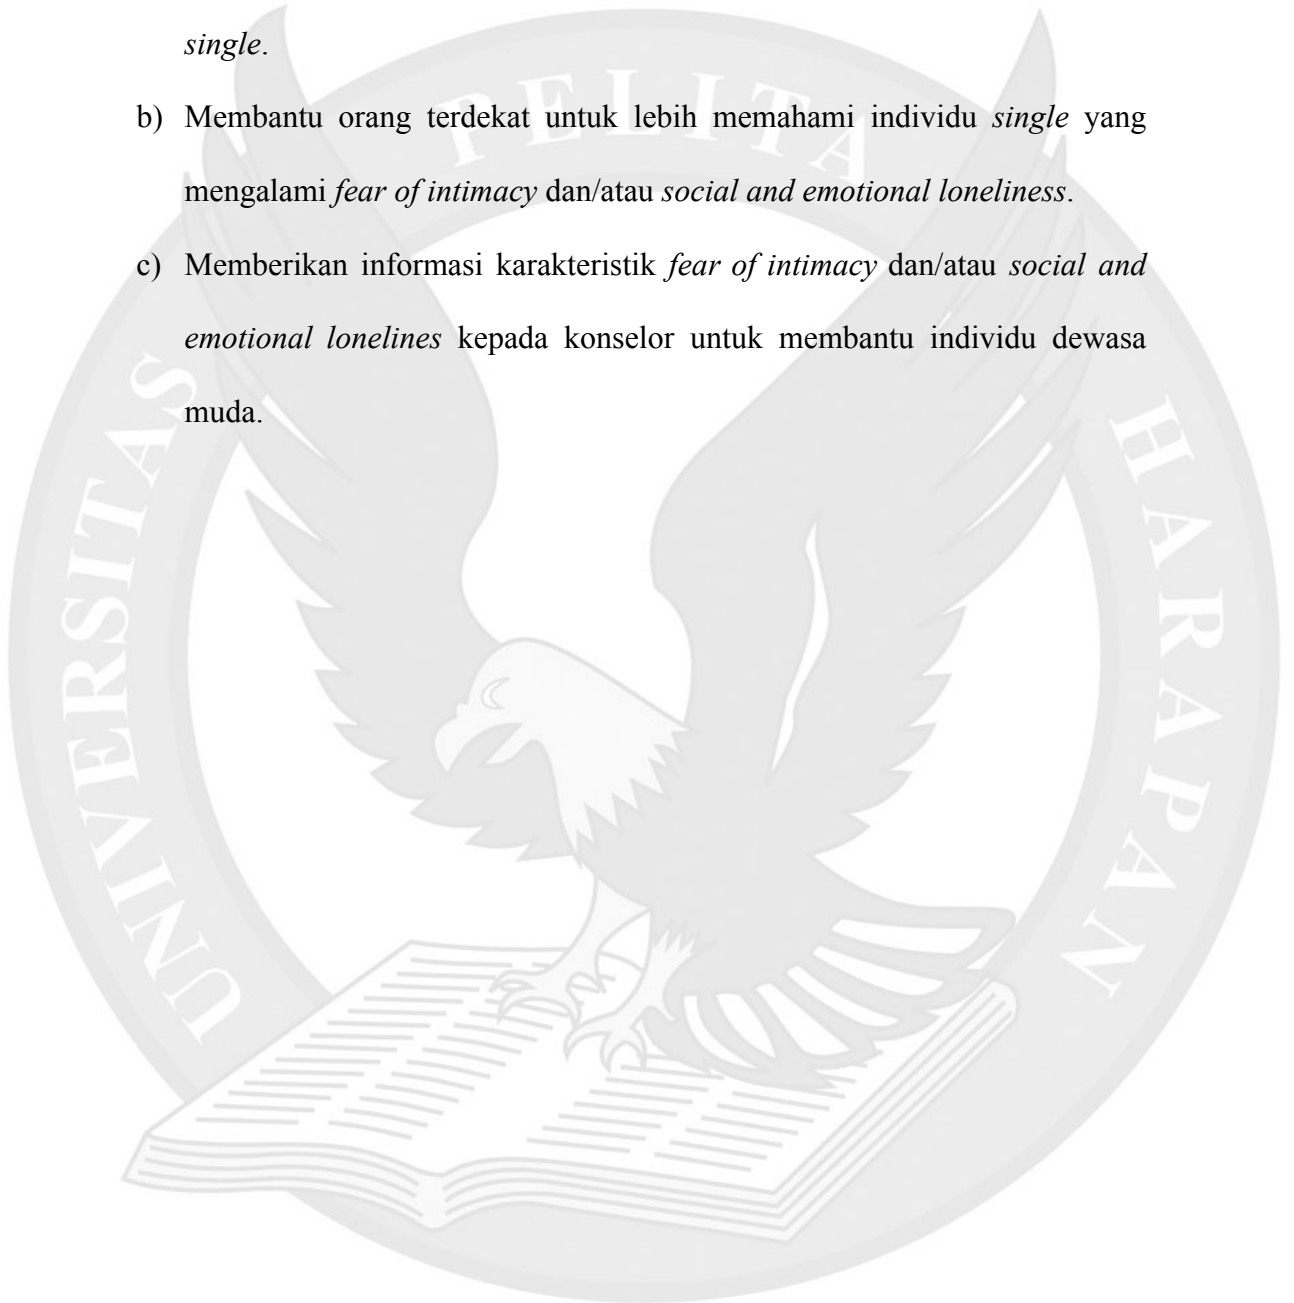 single.
b) Membantu orang terdekat untuk lebih memahami individu single yang
mengalami fear of intimacy dan/atau social and emotional loneliness.
c) Memberikan informasi karakteristik fear of intimacy dan/atau social and
emotional lonelines kepada konselor untuk membantu individu dewasa
muda.
UNIVERSITAS PELITA HARAPAN